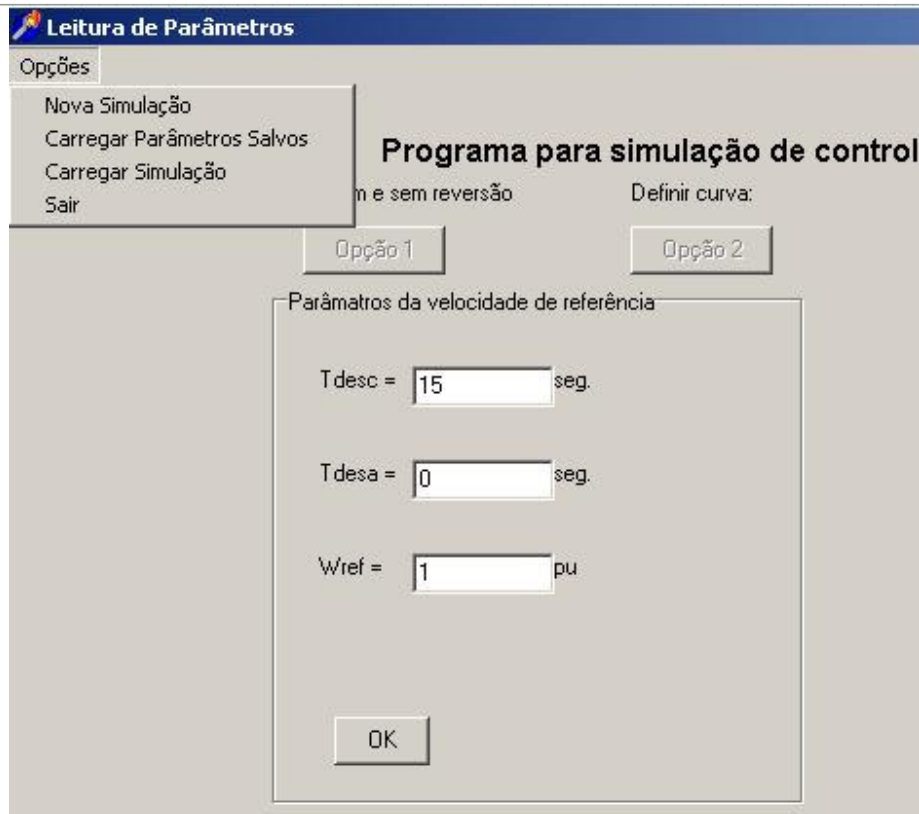 Leitura de Parâmetros
Opções
Nova Simulação
Carregar Parâmetros Salvos
Carregar Simulação
Sair
Programa para simulação de control
e sem reversão
Definir curva:
Opção 1
Opção 2
Parâmatros da velocidade de referência
Tdesc = 15 seg.
Tdesa = 0 seg.
Wref = 1 pu
OK